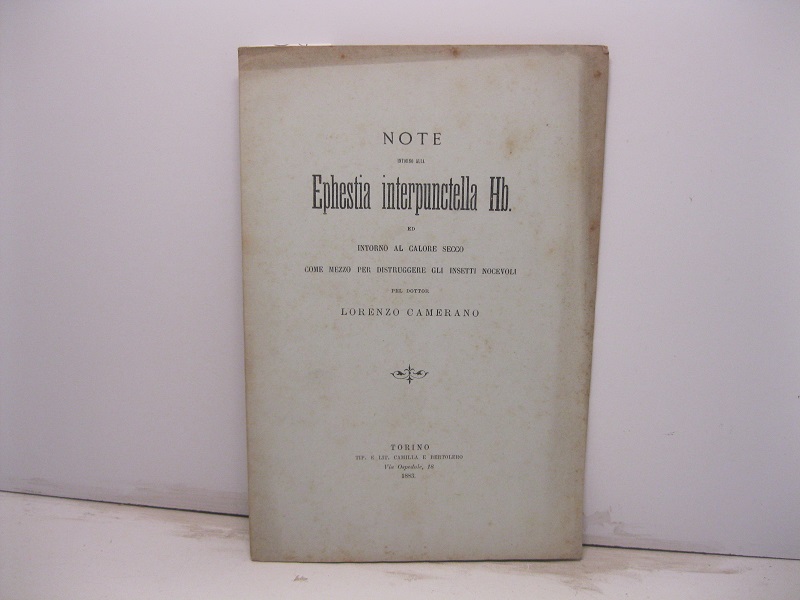 NOTE
INTORNO ALLA
Ephestia interpunctella Hb.
ED
INTORNO AL CALORE SECCO
COME MEZZO PER DISTRUGGERE GLI INSETTI NOCEVOLI
PEL DOTTOR
LORENZO CAMERANO
TORINO
TIP. E LIT. CAMILLA E BERTOLERO
Via Ospedale, 18
1883.